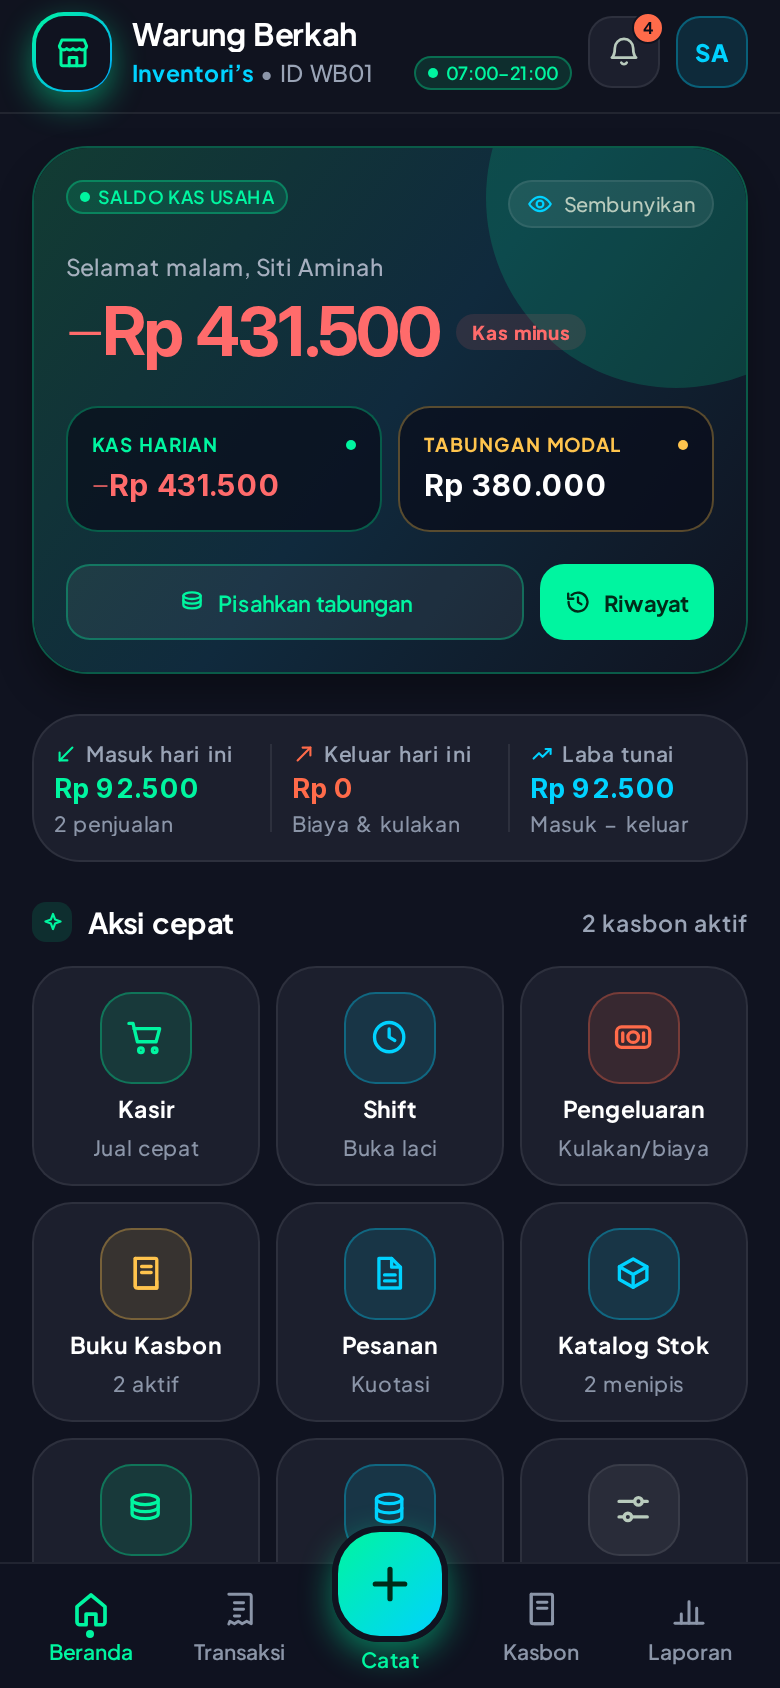 Warung Berkah
Inventori's • ID WB01
07:00–21:00
4
SA
SALDO KAS USAHA
Sembunyikan
Selamat malam, Siti Aminah
−Rp 431.500
Kas minus
KAS HARIAN
−Rp 431.500
TABUNGAN MODAL
Rp 380.000
Pisahkan tabungan
Riwayat
Masuk hari ini
Rp 92.500
2 penjualan
Keluar hari ini
Rp 0
Biaya & kulakan
Laba tunai
Rp 92.500
Masuk − keluar
Aksi cepat
2 kasbon aktif
Kasir
Jual cepat
Shift
Buka laci
Pengeluaran
Kulakan/biaya
Buku Kasbon
2 aktif
Pesanan
Kuotasi
Katalog Stok
2 menipis
Beranda
Transaksi
Catat
Kasbon
Laporan